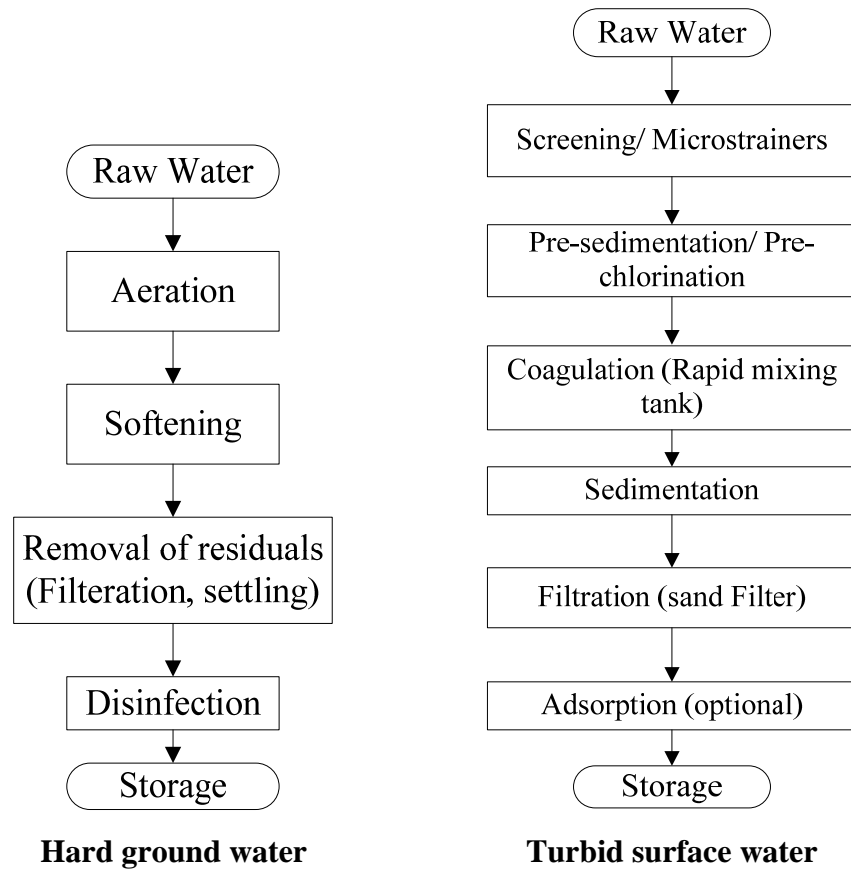 Raw Water
Aeration
Softening
Removal of residuals
(Filteration, settling)
Disinfection
Storage
Hard ground water
Raw Water
Screening/ Microstrainers
Pre-sedimentation/ Pre-
chlorination
Coagulation (Rapid mixing
tank)
Sedimentation
Filtration (sand Filter)
Adsorption (optional)
Storage
Turbid surface water